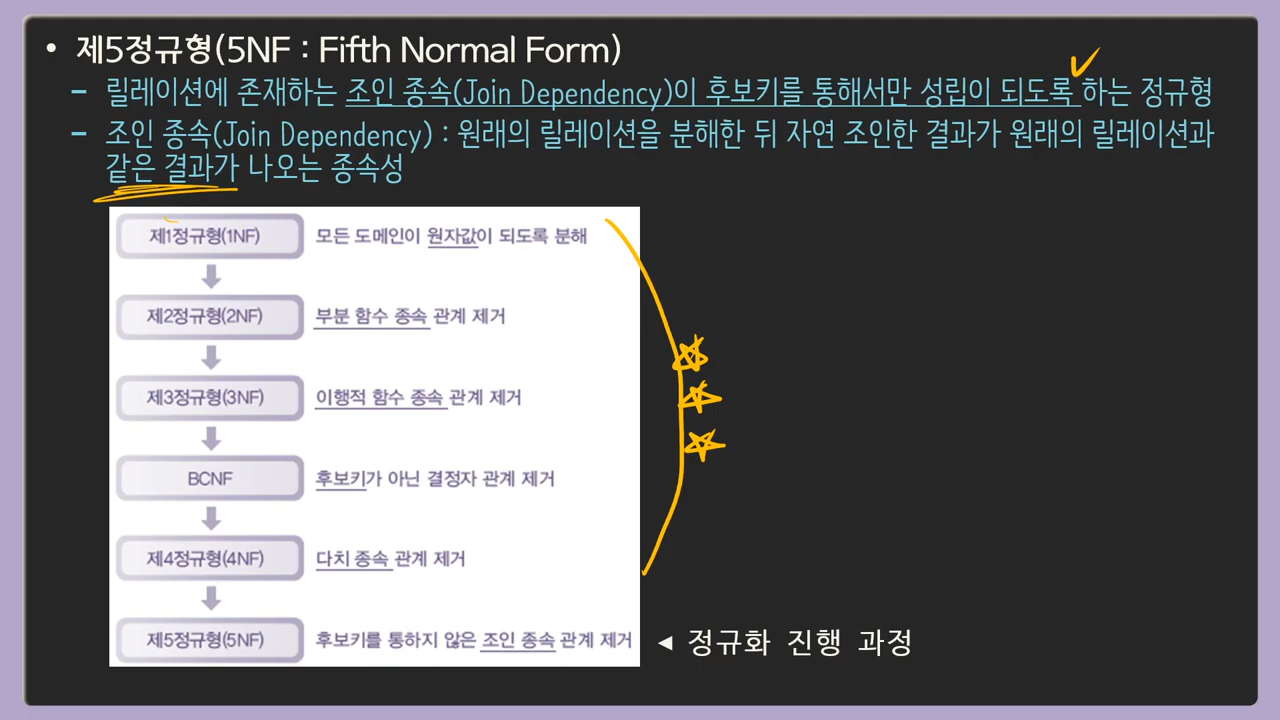 • 제5정규형(5NF : Fifth Normal Form)
– 릴레이션에 존재하는 조인 종속(Join Dependency)이 후보키를 통해서만 성립이 되도록 하는 정규형
– 조인 종속(Join Dependency) : 원래의 릴레이션을 분해한 뒤 자연 조인한 결과가 원래의 릴레이션과
같은 결과가 나오는 종속성
제1정규형(1NF) 모든 도메인이 원자값이 되도록 분해
제2정규형(2NF) 부분 함수 종속 관계 제거
제3정규형(3NF) 이행적 함수 종속 관계 제거
BCNF 후보키가 아닌 결정자 관계 제거
제4정규형(4NF) 다치 종속 관계 제거
제5정규형(5NF) 후보키를 통하지 않은 조인 종속 관계 제거
◄ 정규화 진행 과정